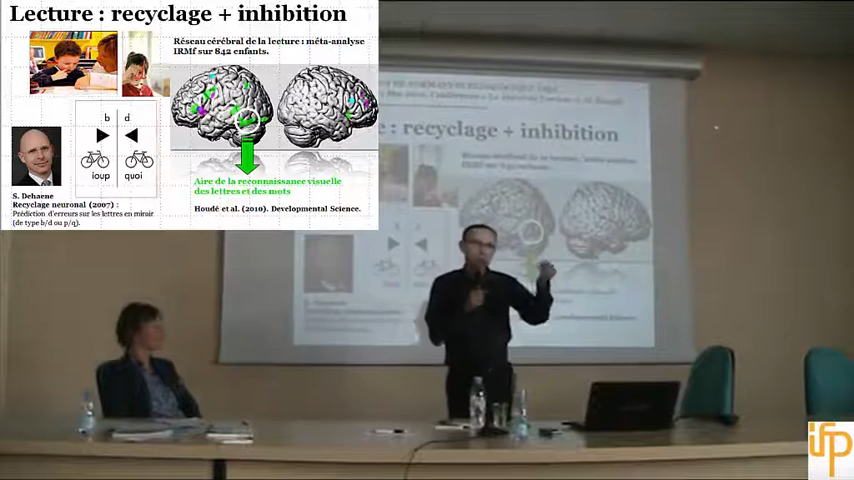 Lecture : recyclage + inhibition
Réseau cérébral de la lecture : méta-analyse
IRMf sur 842 enfants.
b d
ioup quoi
Aire de la reconnaissance visuelle
des lettres et des mots
S. Dehaene
Recyclage neuronal (2007) :
Prédiction d'erreurs sur les lettres en miroir
(de type b/d ou p/q).
Houdé et al. (2010). Developmental Science.
e : recyclage + inhibition
ifp